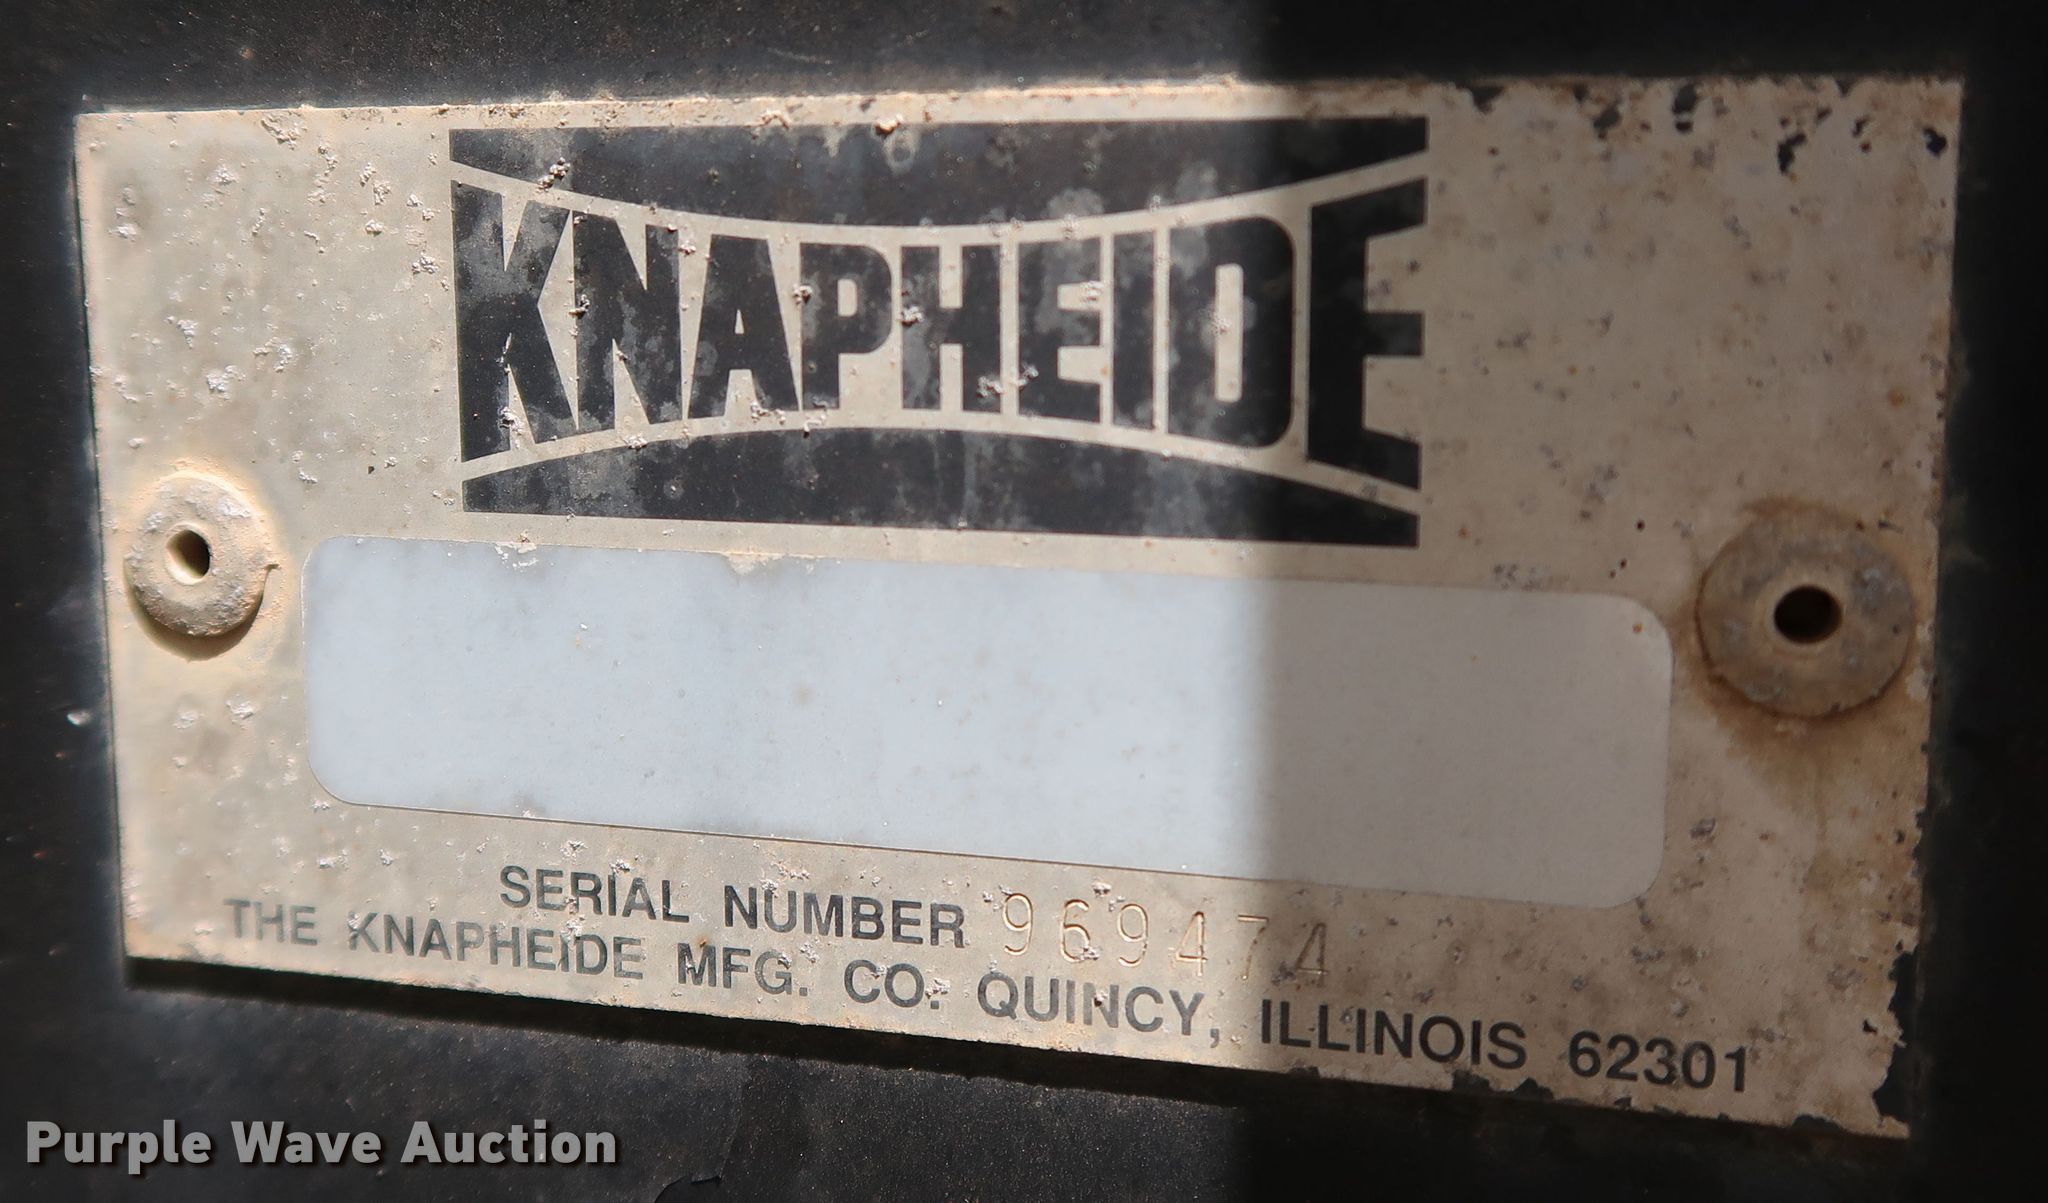 KNAPHEIDE
SERIAL NUMBER 969474
THE KNAPHEIDE MFG. CO. QUINCY, ILLINOIS 62301
Purple Wave Auction